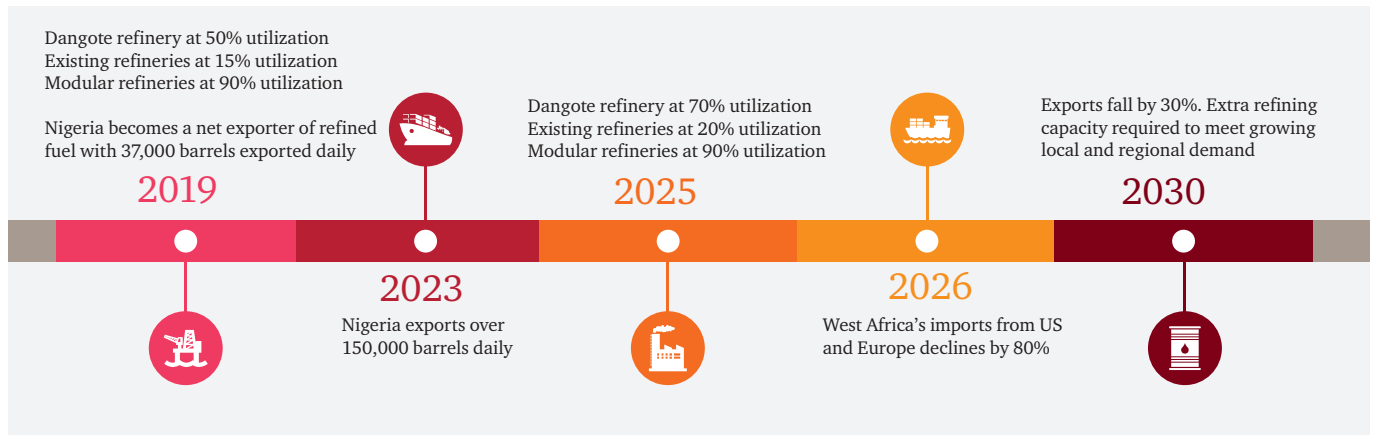 Dangote refinery at 50% utilization
Existing refineries at 15% utilization
Modular refineries at 90% utilization
Nigeria becomes a net exporter of refined
fuel with 37,000 barrels exported daily
2019
2023
Nigeria exports over
150,000 barrels daily
Dangote refinery at 70% utilization
Existing refineries at 20% utilization
Modular refineries at 90% utilization
2025
2026
West Africa’s imports from US
and Europe declines by 80%
Exports fall by 30%. Extra refining
capacity required to meet growing
local and regional demand
2030